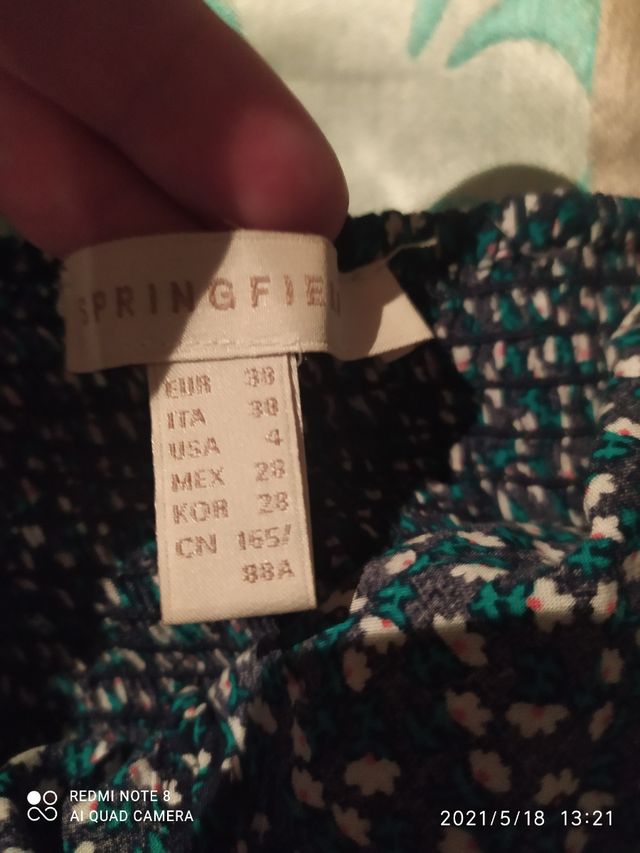 SPRINGFIEL
EUR 38
ITA 38
USA 4
MEX 28
KOR 28
CN 165/
88A
REDMI NOTE 8
AI QUAD CAMERA
2021/5/18 13:21